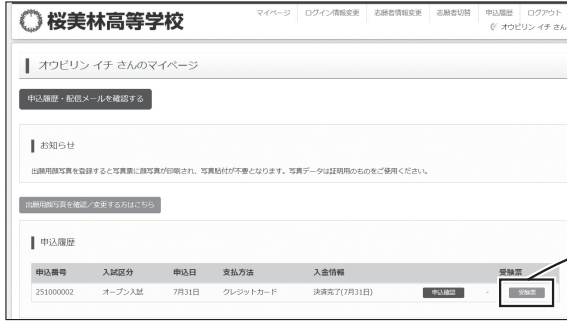 桜美林高等学校
マイページ ログイン情報変更 志願者情報変更 志願者切替 申込履歴 ログアウト
オウビリン イチ さん
オウビリン イチ さんのマイページ
申込履歴・配信メールを確認する
お知らせ
出願用顔写真を登録すると写真票に顔写真が印刷され、写真貼付が不要となります。写真データは証明用のものをご使用ください。
出願用顔写真を確認／変更する方はこちら
申込履歴
申込番号 入試区分 申込日 支払方法 入金情報 受験票
251000002 オープン入試 7月31日 クレジットカード 決済完了(7月31日) 申込確認 - 受験票